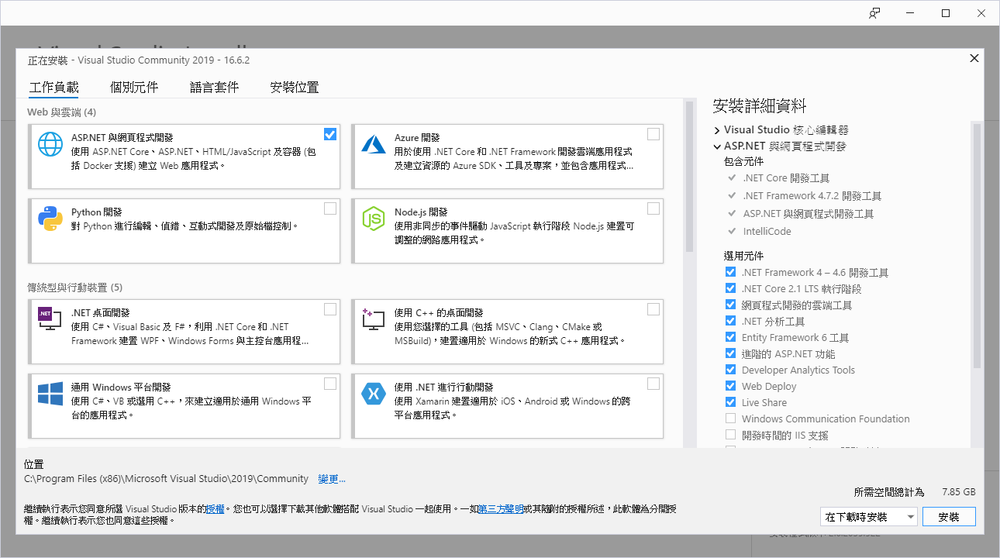 正在安裝 - Visual Studio Community 2019 - 16.6.2
工作負載 個別元件 語言套件 安裝位置
Web 與雲端 (4)
ASP.NET 與網頁程式開發
使用 ASP.NET Core、ASP.NET、HTML/JavaScript 及容器 (包
括 Docker 支援) 建立 Web 應用程式。
Azure 開發
用於使用 .NET Core 和 .NET Framework 開發雲端應用程式
及建立資源的 Azure SDK、工具及專案，並包含應用程式...
Python 開發
對 Python 進行編輯、偵錯、互動式開發及原始檔控制。
Node.js 開發
使用非同步的事件驅動 JavaScript 執行階段 Node.js 建置可
調整的網路應用程式。
傳統型與行動裝置 (5)
.NET 桌面開發
使用 C#、Visual Basic 及 F#，利用 .NET Core 和 .NET
Framework 建置 WPF、Windows Forms 與主控台應用程...
使用 C++ 的桌面開發
使用您選擇的工具 (包括 MSVC、Clang、CMake 或
MSBuild)，建置適用於 Windows 的新式 C++ 應用程式。
通用 Windows 平台開發
使用 C#、VB 或選用 C++，來建立適用於通用 Windows 平
台的應用程式。
使用 .NET 進行行動開發
使用 Xamarin 建置適用於 iOS、Android 或 Windows 的跨
平台應用程式。
安裝詳細資料
Visual Studio 核心編輯器
ASP.NET 與網頁程式開發
包含元件
.NET Core 開發工具
.NET Framework 4.7.2 開發工具
ASP.NET 與網頁程式開發工具
IntelliCode
選用元件
.NET Framework 4 – 4.6 開發工具
.NET Core 2.1 LTS 執行階段
網頁程式開發的雲端工具
.NET 分析工具
Entity Framework 6 工具
進階的 ASP.NET 功能
Developer Analytics Tools
Web Deploy
Live Share
Windows Communication Foundation
開發時間的 IIS 支援
位置
C:\Program Files (x86)\Microsoft Visual Studio\2019\Community 變更...
所需空間總計為 7.85 GB
繼續執行表示您同意所選 Visual Studio 版本的授權。您也可以選擇下載其他軟體搭配 Visual Studio 一起使用。一如第三方聲明或其隨附的授權所述，此軟體為分開授
權。繼續執行表示您也同意這些授權。
在下載時安裝 安裝